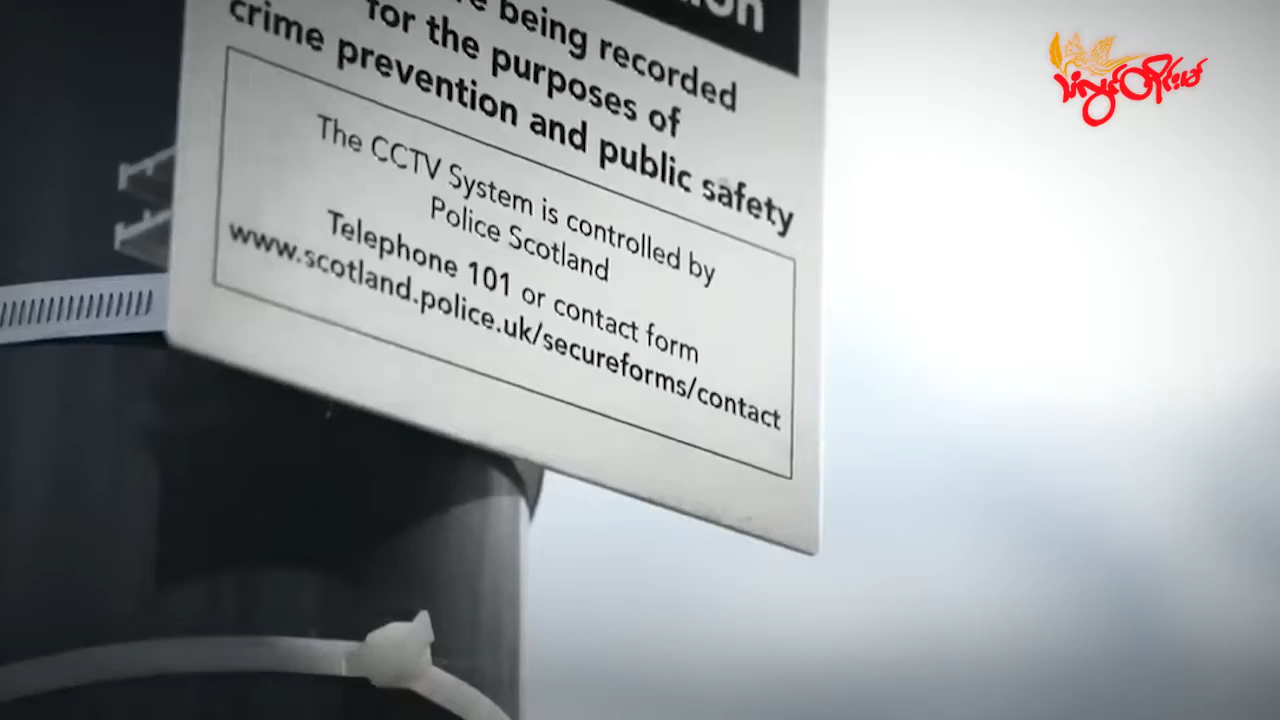 being recorded
for the purposes of
crime prevention and public safety
The CCTV System is controlled by
Police Scotland
Telephone 101 or contact form
www.scotland.police.uk/secureforms/contact